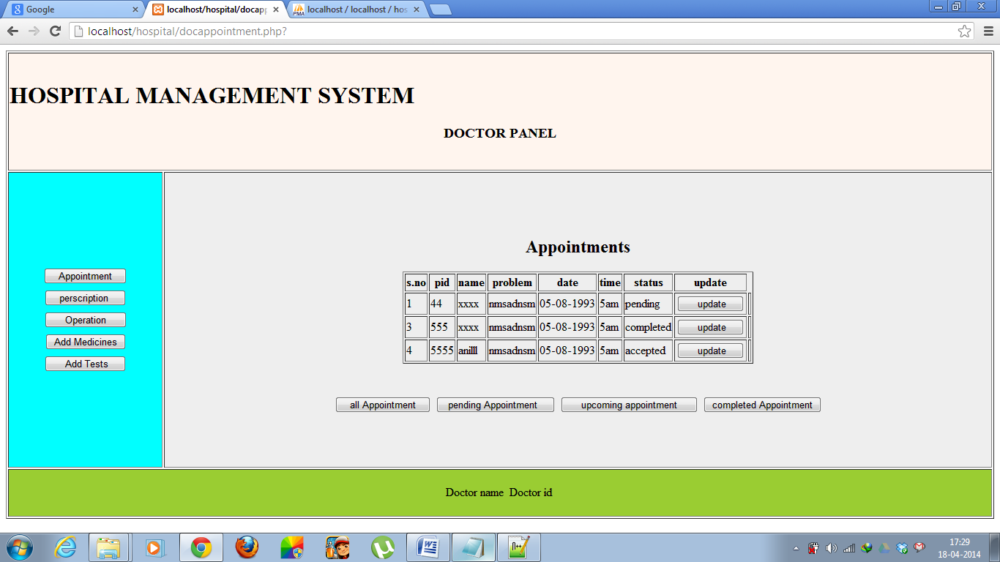 Google
localhost/hospital/docapp
localhost / localhost / hos
localhost/hospital/docappointment.php?
HOSPITAL MANAGEMENT SYSTEM
DOCTOR PANEL
Appointment
perscription
Operation
Add Medicines
Add Tests
Appointments
s.no pid name problem date time status update
1 44 xxxx nmsadnsm 05-08-1993 5am pending update
3 555 xxxx nmsadnsm 05-08-1993 5am completed update
4 5555 anilll nmsadnsm 05-08-1993 5am accepted update
all Appointment pending Appointment upcoming appointment completed Appointment
Doctor name Doctor id
17:29
18-04-2014